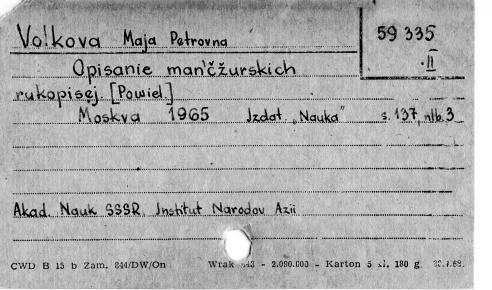 Volkova Maja Petrovna
59 335
II
Opisanie man'čžurskich
rukopisej. [Powiel.]
Moskva 1965 Izdat. „Nauka" s. 137, nlb. 3
Akad. Nauk SSSR. Institut Narodov Azii
CWD B 15 b Zam. 844/DW/On Wrak - 2.000.000 - Karton 5 kl. 180 g.